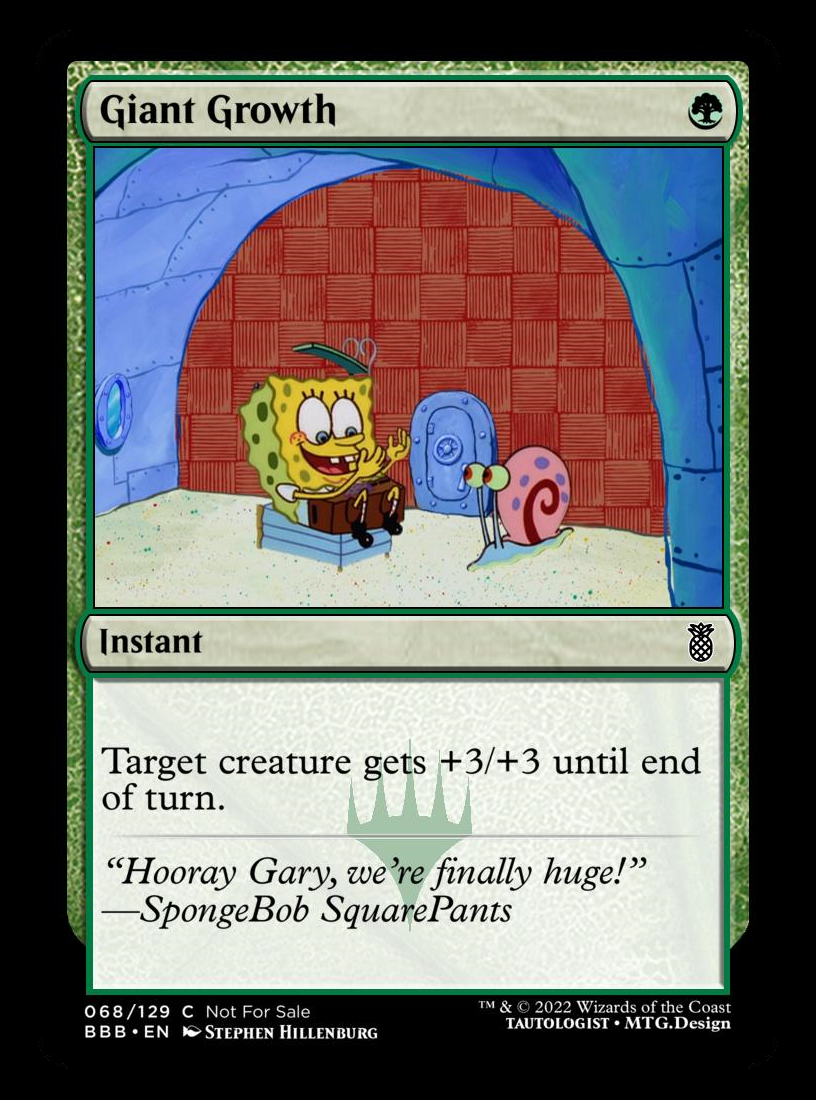 Giant Growth
Instant
Target creature gets +3/+3 until end
of turn.
“Hooray Gary, we’re finally huge!”
—SpongeBob SquarePants
068/129 C Not For Sale
BBB • EN Stephen Hillenburg
™ & © 2022 Wizards of the Coast
TAUTOLOGIST • MTG.Design